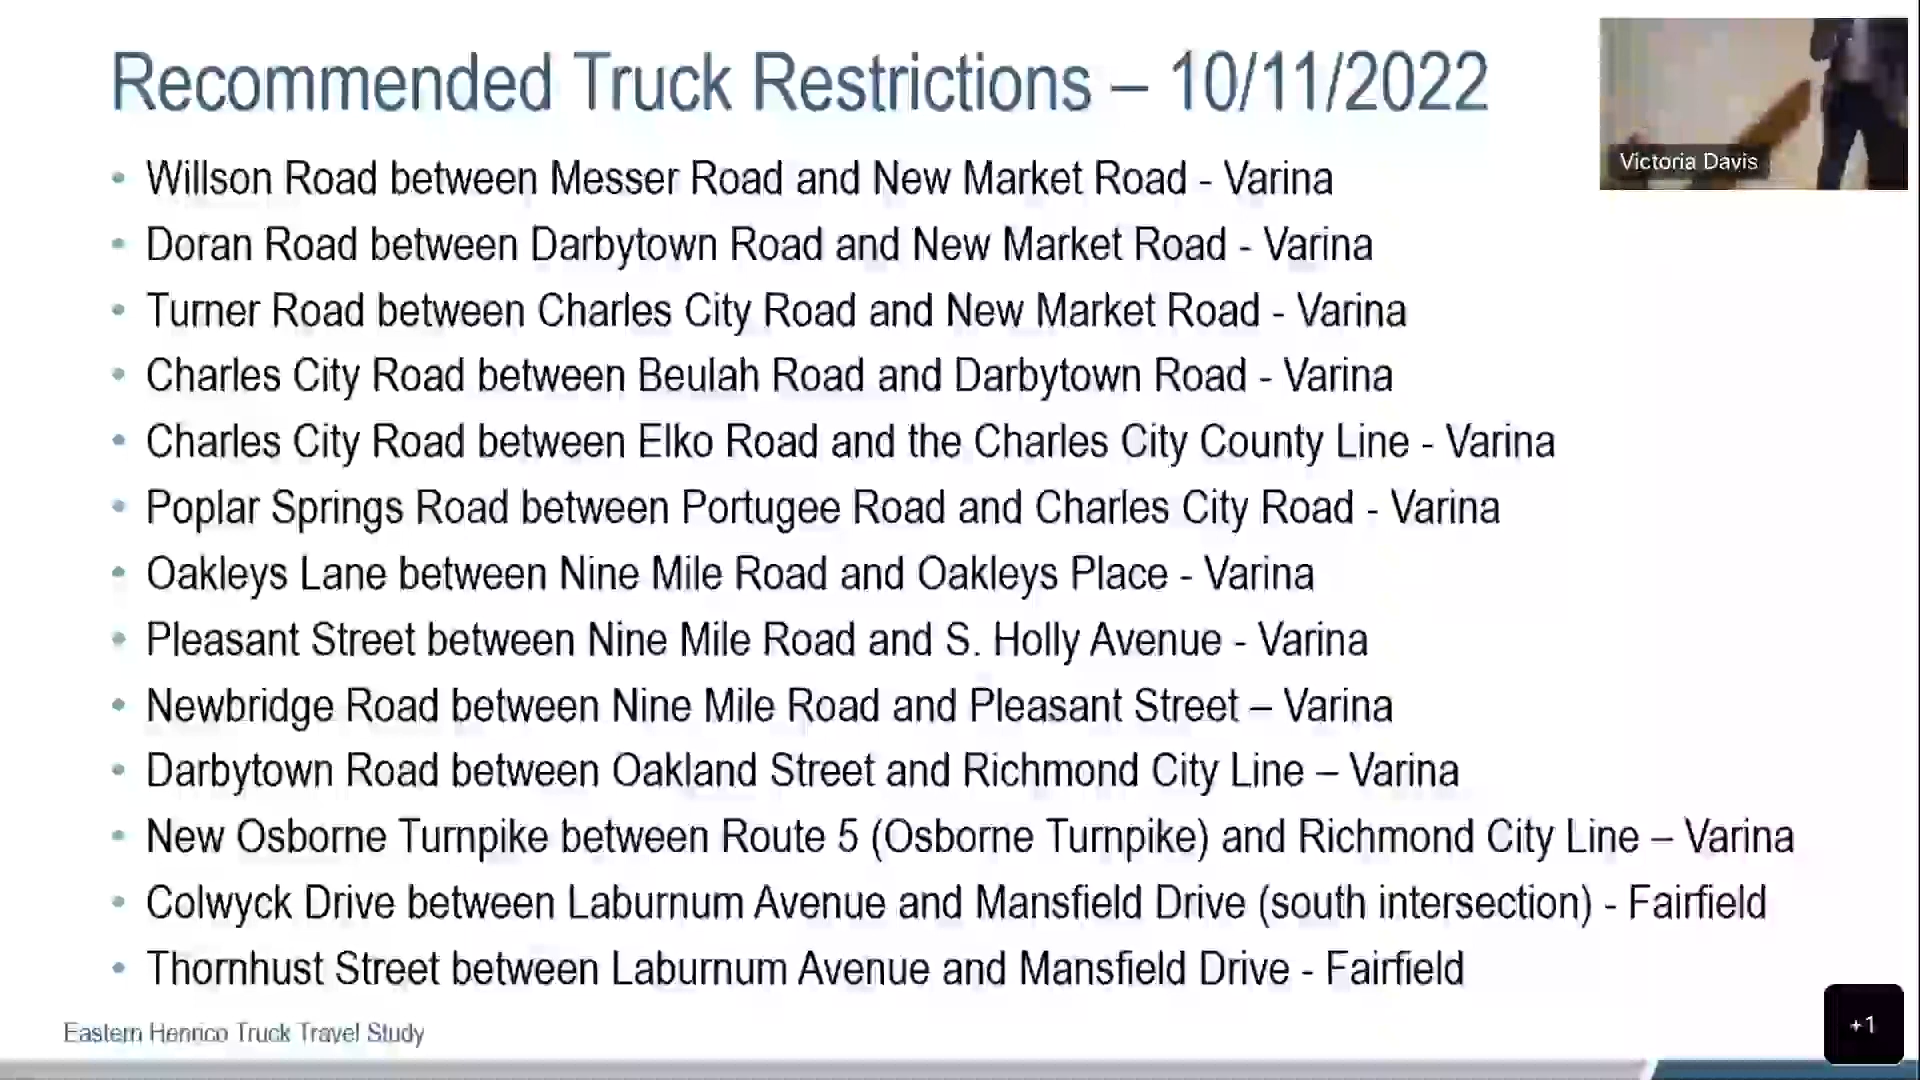 Recommended Truck Restrictions – 10/11/2022
Victoria Davis
• Willson Road between Messer Road and New Market Road - Varina
• Doran Road between Darbytown Road and New Market Road - Varina
• Turner Road between Charles City Road and New Market Road - Varina
• Charles City Road between Beulah Road and Darbytown Road - Varina
• Charles City Road between Elko Road and the Charles City County Line - Varina
• Poplar Springs Road between Portugee Road and Charles City Road - Varina
• Oakleys Lane between Nine Mile Road and Oakleys Place - Varina
• Pleasant Street between Nine Mile Road and S. Holly Avenue - Varina
• Newbridge Road between Nine Mile Road and Pleasant Street – Varina
• Darbytown Road between Oakland Street and Richmond City Line – Varina
• New Osborne Turnpike between Route 5 (Osborne Turnpike) and Richmond City Line – Varina
• Colwyck Drive between Laburnum Avenue and Mansfield Drive (south intersection) - Fairfield
• Thornhust Street between Laburnum Avenue and Mansfield Drive - Fairfield
Eastern Henrico Truck Travel Study
+1